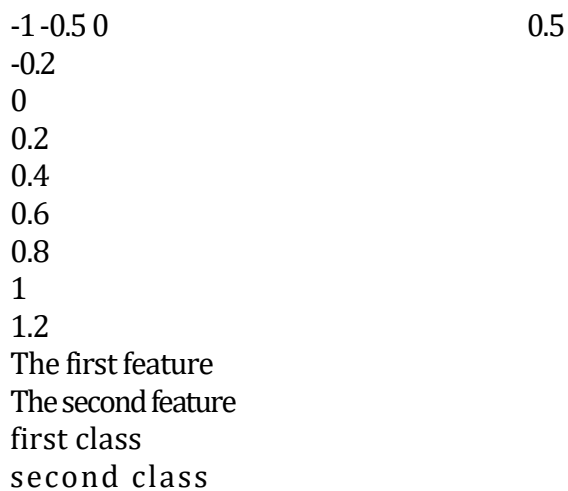 -1 -0.5 0 0.5
-0.2
0
0.2
0.4
0.6
0.8
1
1.2
The first feature
The second feature
first class
second class